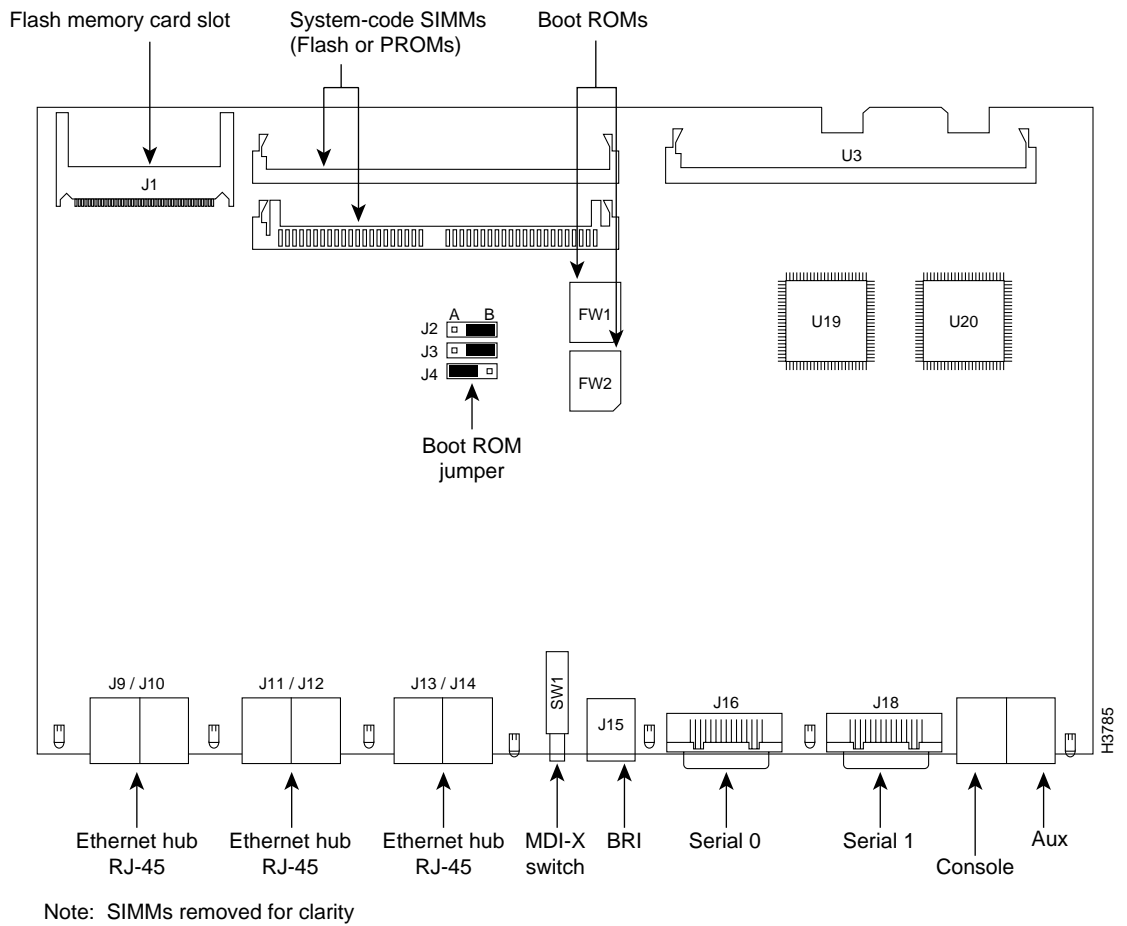 Flash memory card slot
System-code SIMMs
(Flash or PROMs)
Boot ROMs
J1
U3
A B
J2
J3
J4
FW1
FW2
U19
U20
Boot ROM
jumper
J9 / J10
J11 / J12
J13 / J14
SW1
J15
J16
J18
H3785
Ethernet hub
RJ-45
Ethernet hub
RJ-45
Ethernet hub
RJ-45
MDI-X
switch
BRI
Serial 0
Serial 1
Console
Aux
Note: SIMMs removed for clarity